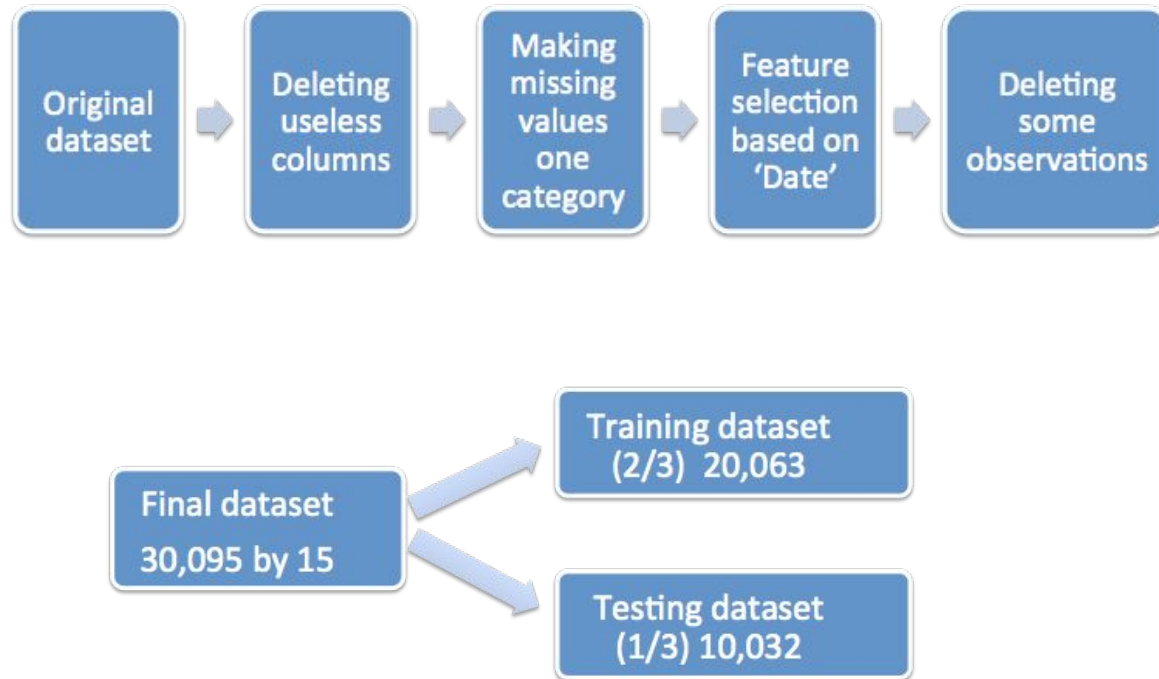 Original
dataset
Deleting
useless
columns
Making
missing
values
one
category
Feature
selection
based on
‘Date’
Deleting
some
observations
Final dataset
30,095 by 15
Training dataset
(2/3) 20,063
Testing dataset
(1/3) 10,032